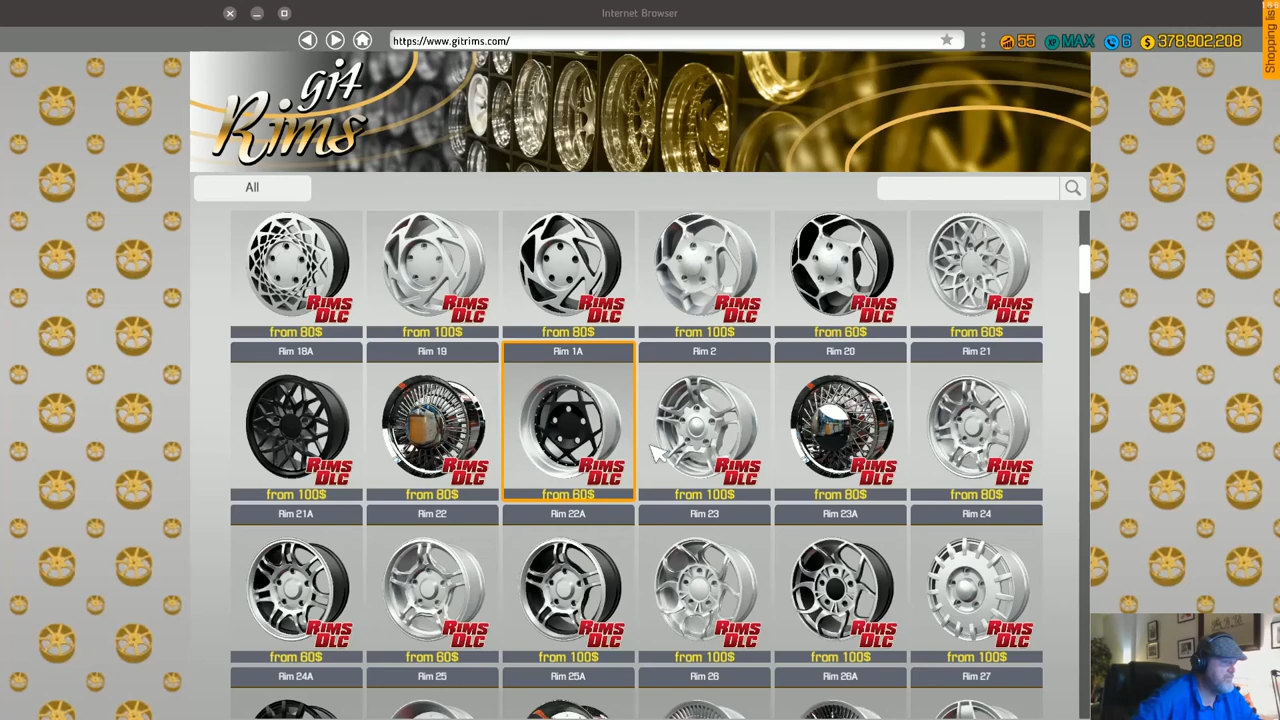 Internet Browser
https://www.gitrims.com/
55 XP MAX 6 $ 378,902,208
Shopping list
git
Rims
All
RIMS DLC RIMS DLC RIMS DLC RIMS DLC RIMS DLC RIMS DLC
from 80$ from 100$ from 80$ from 100$ from 60$ from 60$
Rim 18A Rim 19 Rim 1A Rim 2 Rim 20 Rim 21
RIMS DLC RIMS DLC RIMS DLC RIMS DLC RIMS DLC RIMS DLC
from 100$ from 80$ from 60$ from 100$ from 80$ from 80$
Rim 21A Rim 22 Rim 22A Rim 23 Rim 23A Rim 24
RIMS DLC RIMS DLC RIMS DLC RIMS DLC RIMS DLC RIMS DLC
from 60$ from 60$ from 100$ from 100$ from 100$ from 100$
Rim 24A Rim 25 Rim 25A Rim 26 Rim 26A Rim 27